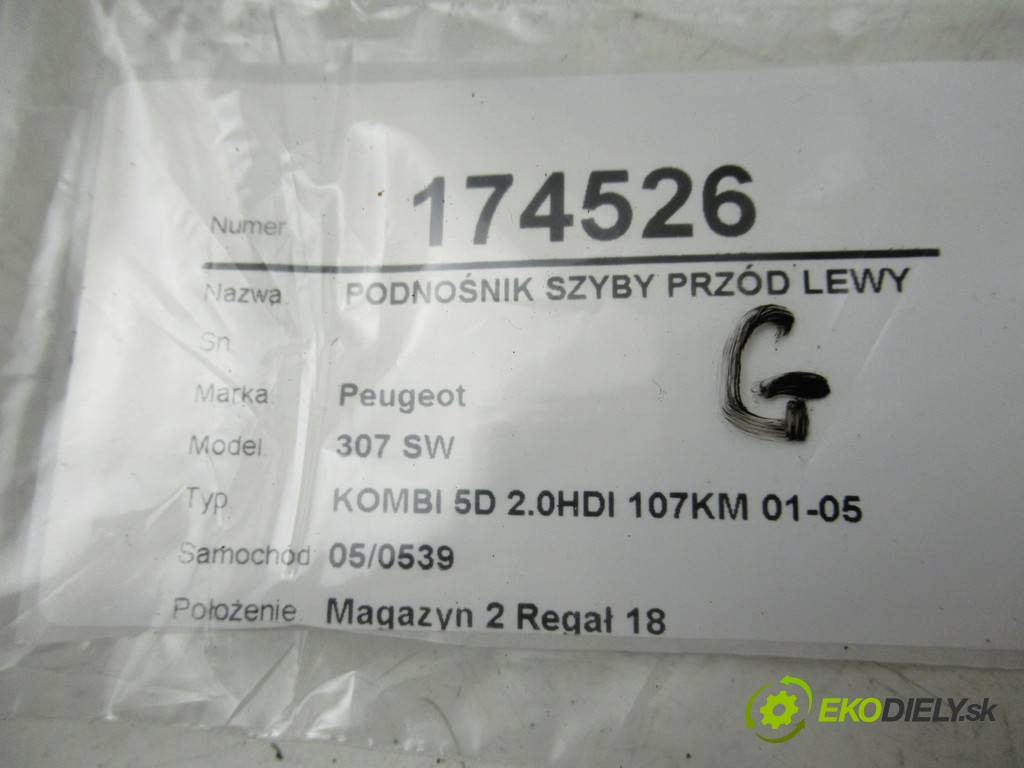 Numer 174526
Nazwa. PODNOŚNIK SZYBY PRZÓD LEWY
Sn.
G
Marka Peugeot
Model. 307 SW
Typ. KOMBI 5D 2.0HDI 107KM 01-05
Samochód 05/0539
Położenie. Magazyn 2 Regał 18
EKODIELY.sk